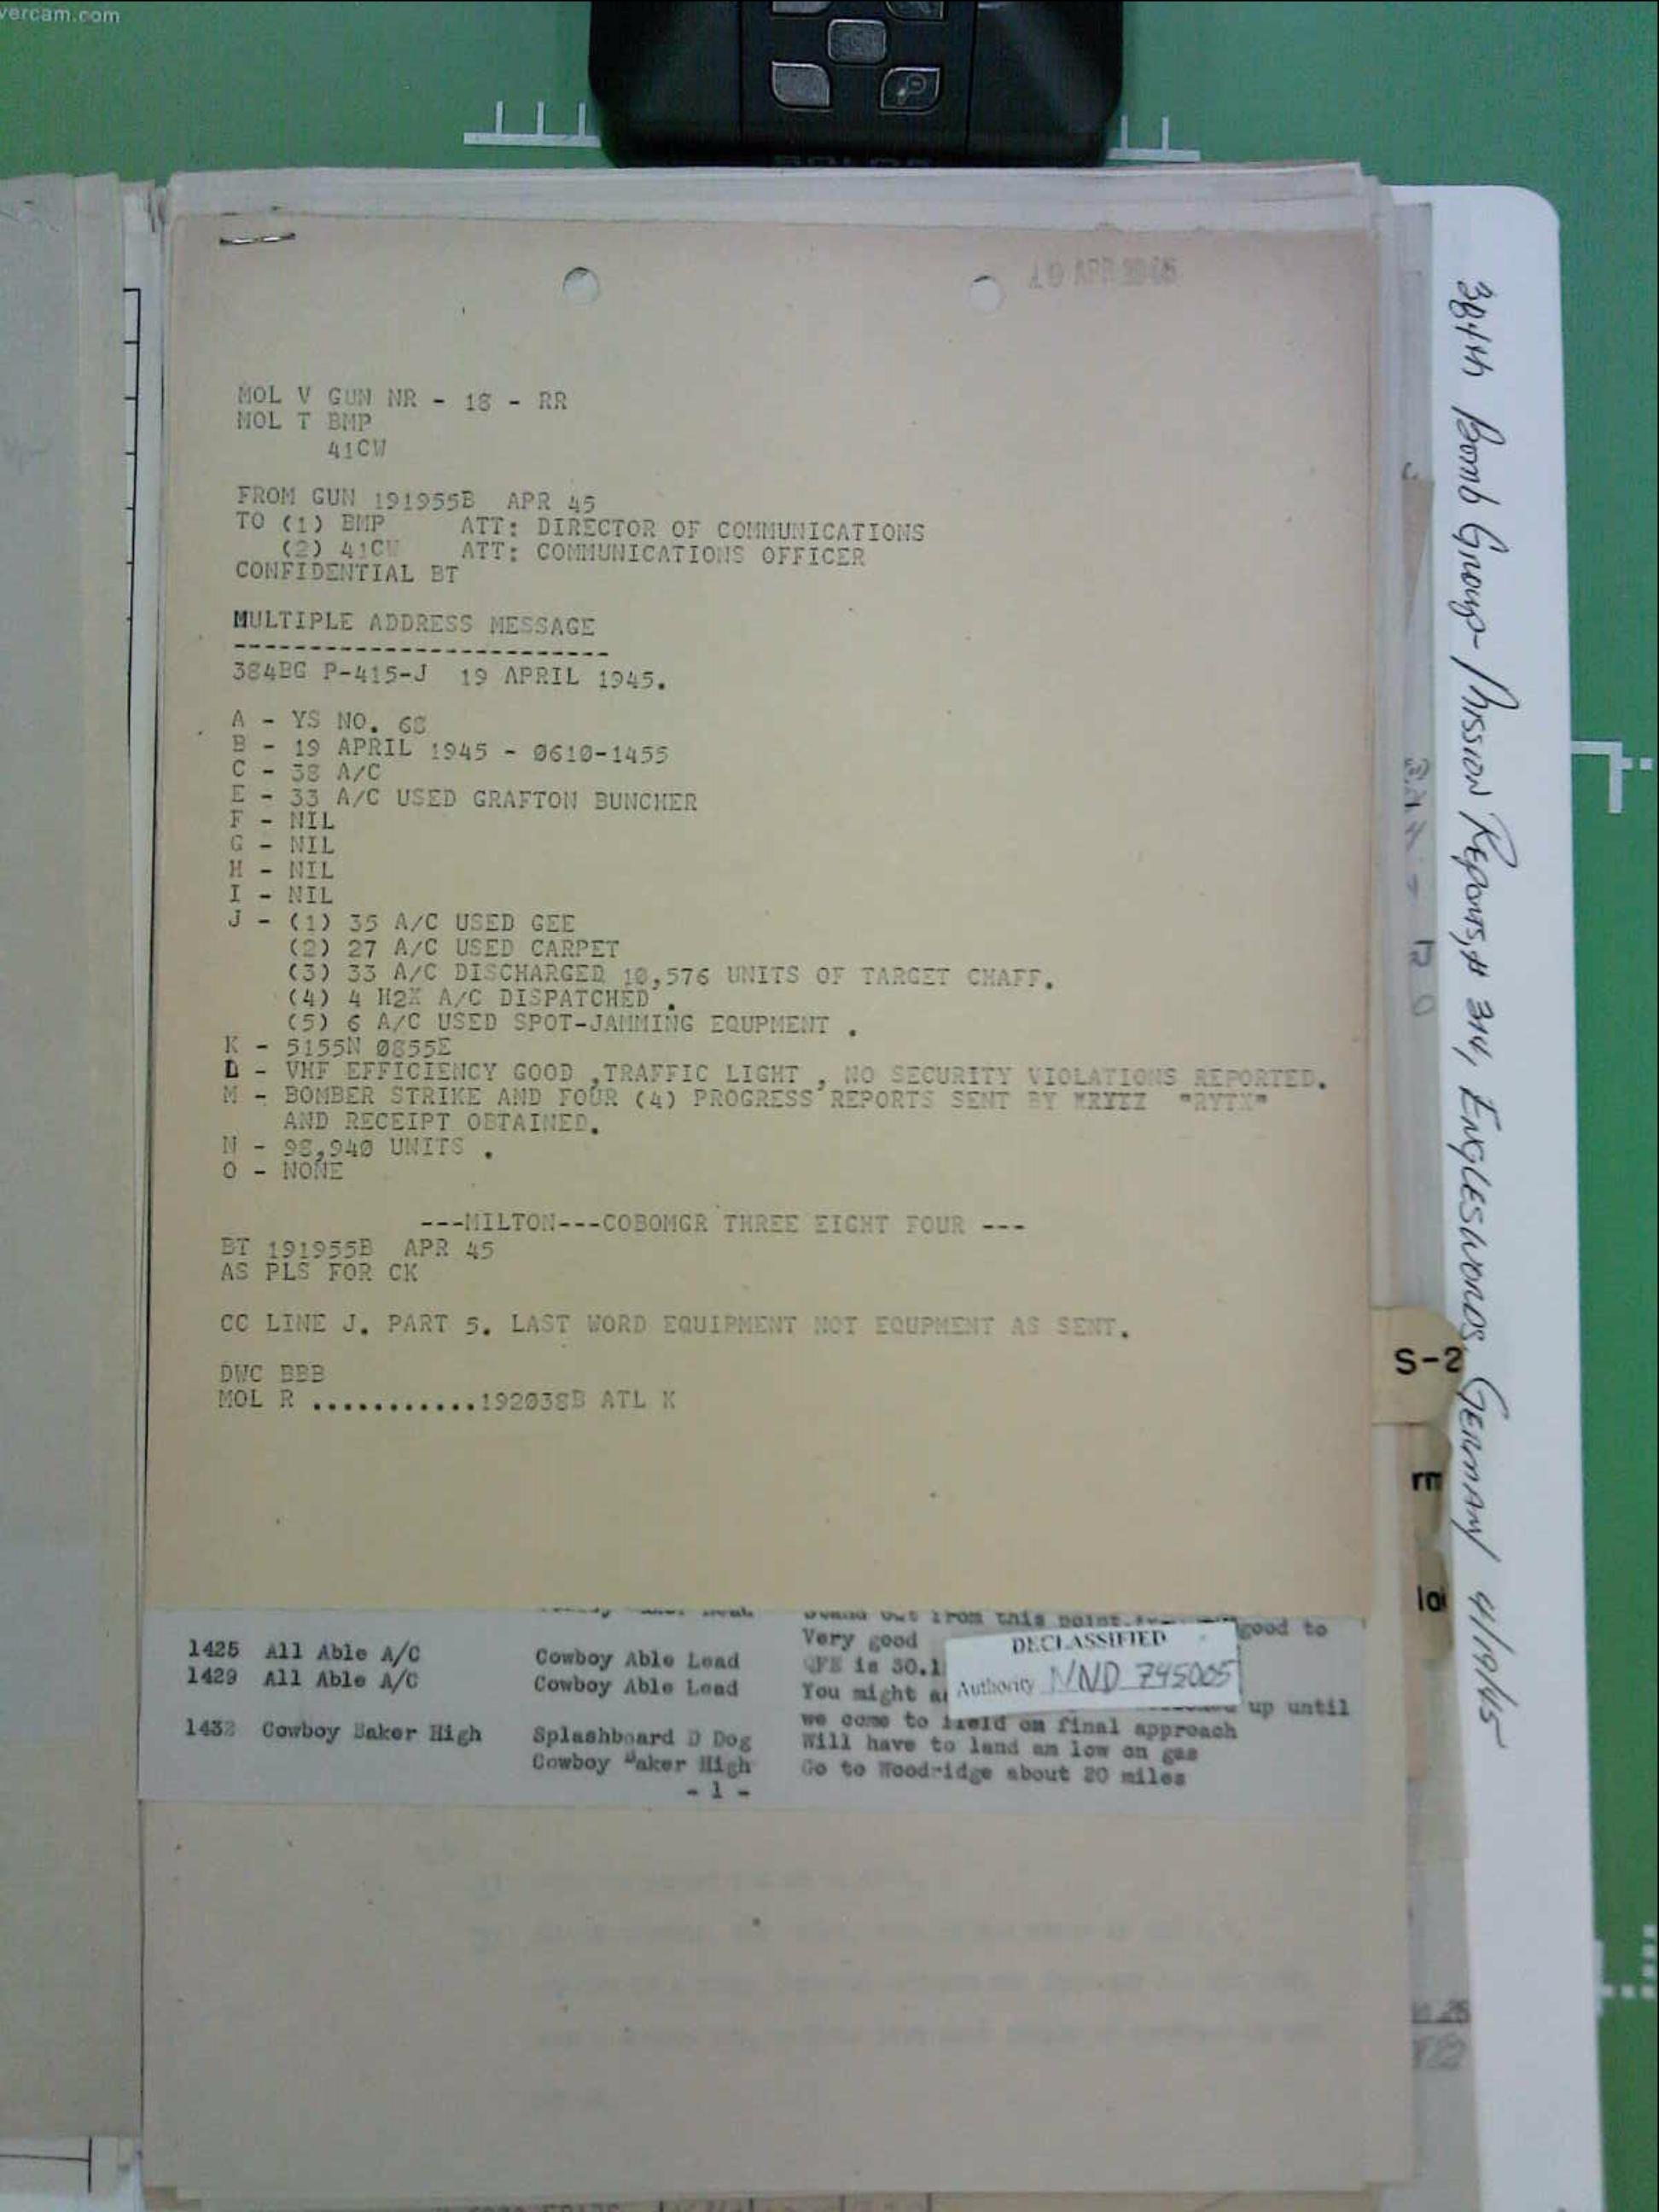 vercam.com
MOL V GUN NR - 18 - RR
MOL T BMP
41CW
FROM GUN 191955B APR 45
TO (1) BMP ATT: DIRECTOR OF COMMUNICATIONS
(2) 41CW ATT: COMMUNICATIONS OFFICER
CONFIDENTIAL BT
MULTIPLE ADDRESS MESSAGE
-------------------------
384BG P-415-J 19 APRIL 1945.
A - YS NO. 68
B - 19 APRIL 1945 - 0610-1455
C - 38 A/C
E - 33 A/C USED GRAFTON BUNCHER
F - NIL
G - NIL
H - NIL
I - NIL
J - (1) 35 A/C USED GEE
(2) 27 A/C USED CARPET
(3) 33 A/C DISCHARGED 10,576 UNITS OF TARGET CHAFF.
(4) 4 H2X A/C DISPATCHED .
(5) 6 A/C USED SPOT-JAMMING EQUPMENT .
K - 5155N 0855E
- VHF EFFICIENCY GOOD ,TRAFFIC LIGHT , NO SECURITY VIOLATIONS REPORTED.
M - BOMBER STRIKE AND FOUR (4) PROGRESS REPORTS SENT BY "RYTX"
AND RECEIPT OBTAINED.
N - 98,940 UNITS .
O - NONE
---MILTON---COBOMGR THREE EIGHT FOUR ---
BT 191955B APR 45
AS PLS FOR CK
CC LINE J. PART 5. LAST WORD EQUIPMENT NOT EQUPMENT AS SENT.
DWC BBB
MOL R ...........192038B ATL K
from this point. good to
Very good
1425 All Able A/C Cowboy Able Lead QFE is 30.1
1429 All Able A/C Cowboy Able Lead You might up until
we come to field on final approach
1432 Cowboy Baker High Splashboard D Dog Will have to land am low on gas
Cowboy Baker High Go to Woodridge about 20 miles
- 1 -
DECLASSIFIED
Authority NND 745005
384th Bomb Group - Mission Reports, # 314, Engleswords, Germany 4/19/45
S-2